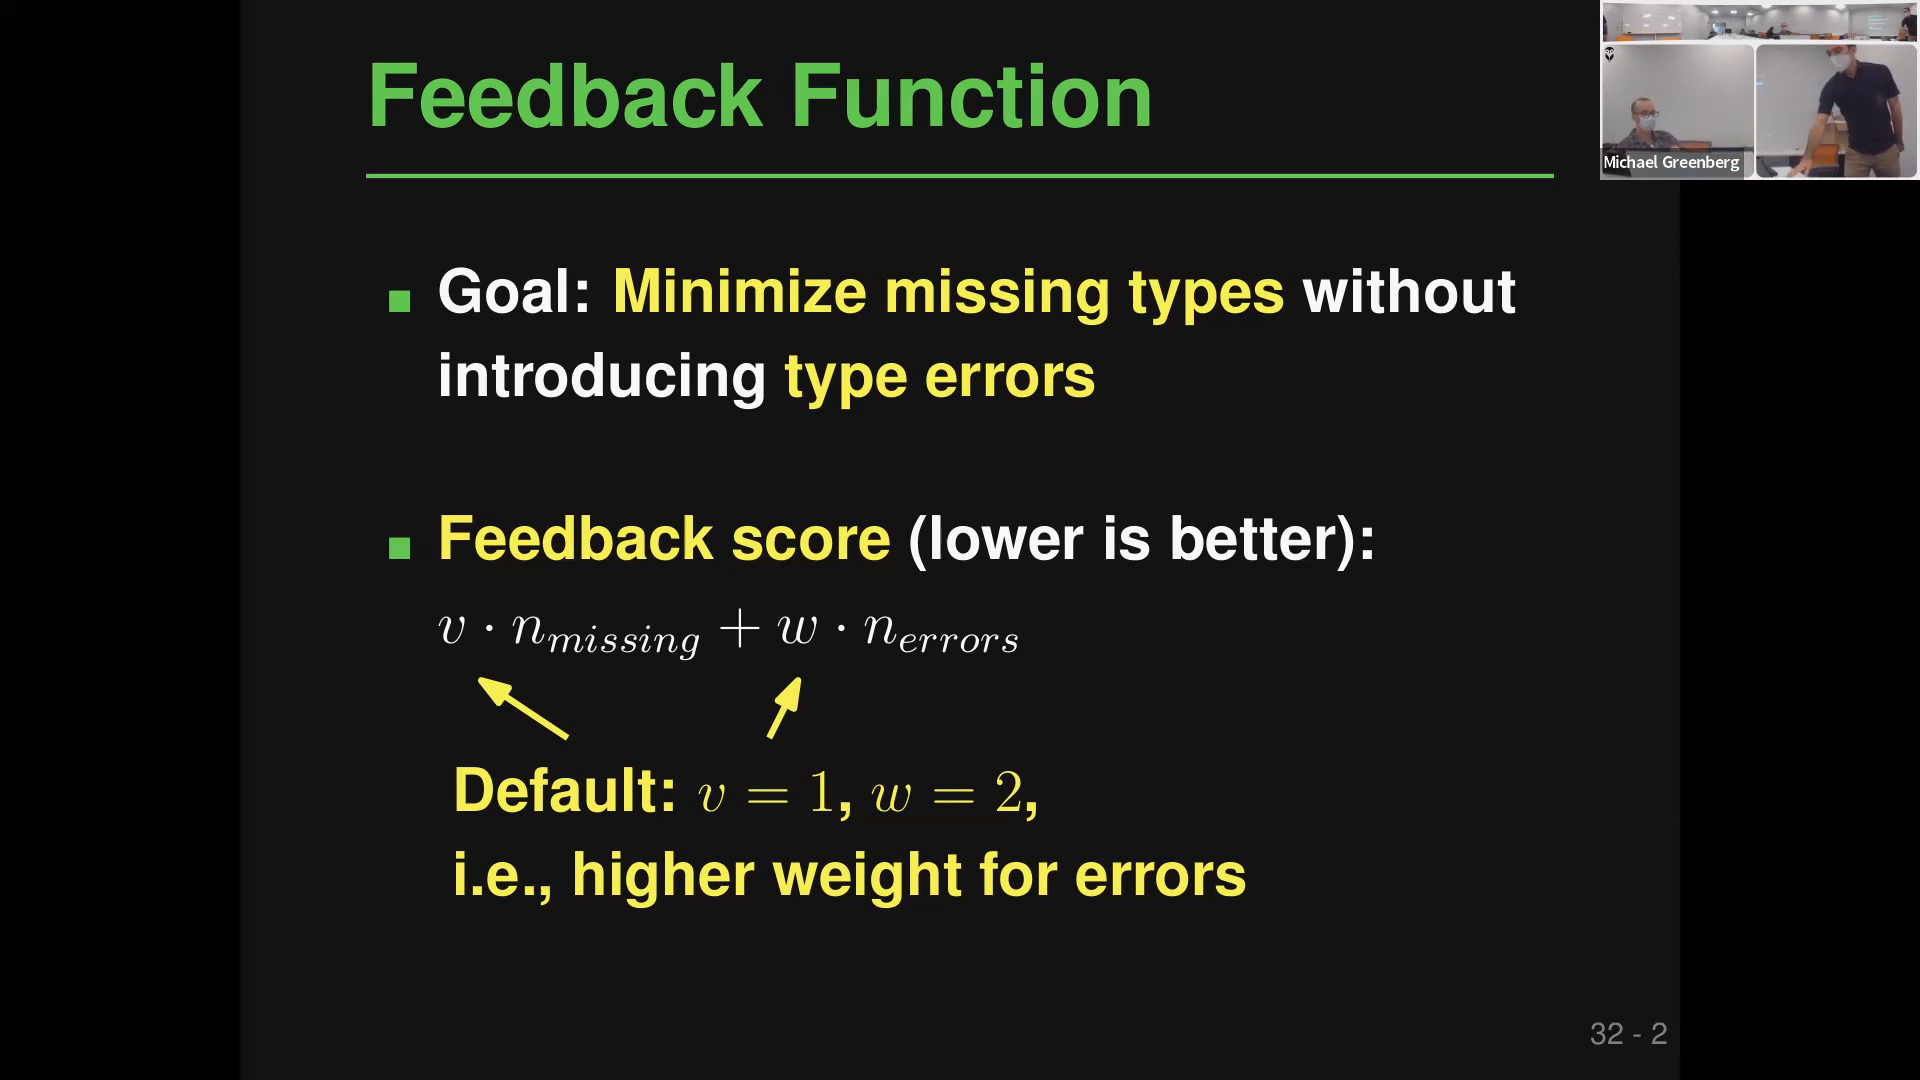 Feedback Function
Michael Greenberg
Goal: Minimize missing types without
introducing type errors
Feedback score (lower is better):
v · n_missing + w · n_errors
Default: v = 1, w = 2,
i.e., higher weight for errors
32 - 2